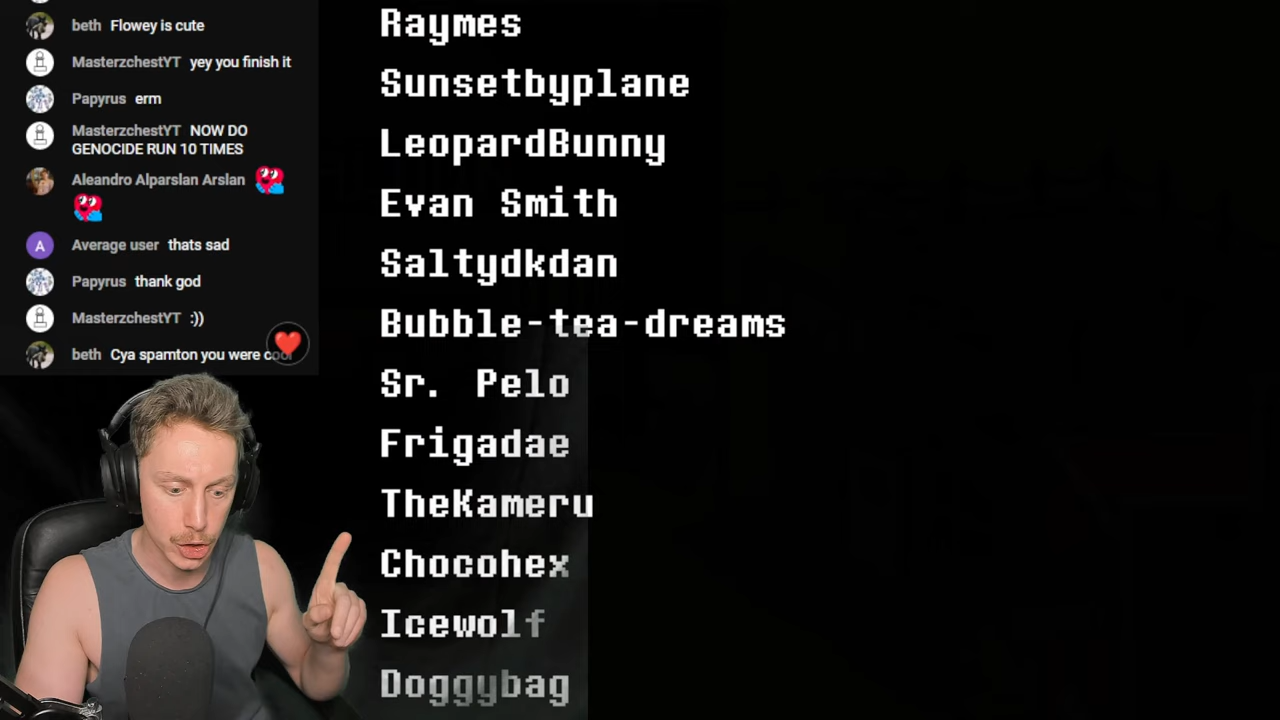 beth Flowey is cute
MasterzchestYT yey you finish it
Papyrus erm
MasterzchestYT NOW DO
GENOCIDE RUN 10 TIMES
Aleandro Alparslan Arslan
A Average user thats sad
Papyrus thank god
MasterzchestYT :))
beth Cya spamton you were cool
Raymes
Sunsetbyplane
LeopardBunny
Evan Smith
Saltydkdan
Bubble-tea-dreams
Sr. Pelo
Frigadae
TheKameru
Chocohex
Icewolf
Doggybag